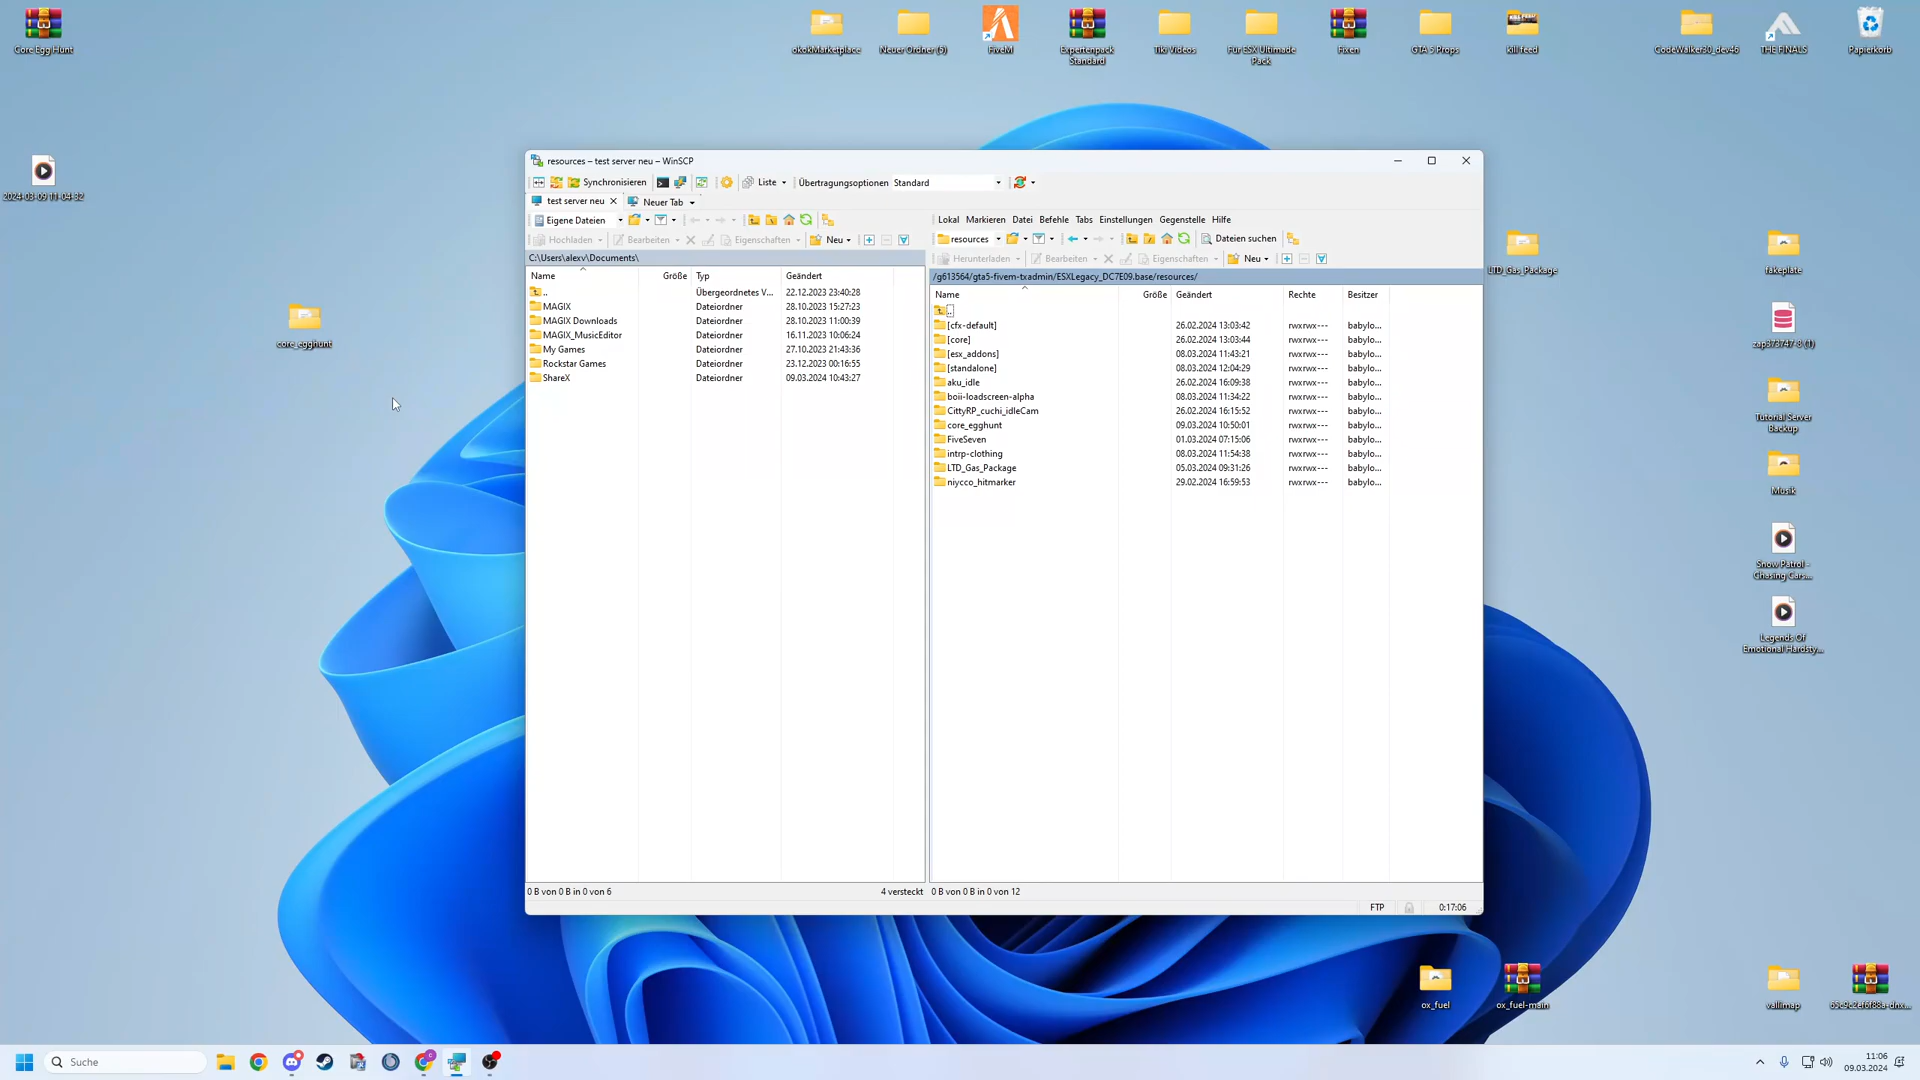 Core Egg Hunt
okokMarketplace
Neuer Ordner (5)
FiveM
Expertenpack
Standard
Tiki Videos
Für ESX Ultimade
Pack
Fixen
GTA 5 Props
kill feed
CodeWalker30_dev46
THE FINALS
Papierkorb
2024-03-09 11-04-32
core_egghunt
LTD_Gas_Package
fakeplate
zap373747-8 (1)
Tutorial Server
Backup
Musik
Snow Patrol -
Chasing Cars...
Legends Of
Emotional Hardsty...
ox_fuel
ox_fuel-main
vallimap
resources – test server neu – WinSCP
Synchronisieren
Liste
Übertragungsoptionen
Standard
test server neu
Neuer Tab
Eigene Dateien
Hochladen
Bearbeiten
Eigenschaften
Neu
C:\Users\alexv\Documents\
Name Größe Typ Geändert
.. Übergeordnetes V... 22.12.2023 23:40:28
MAGIX Dateiordner 28.10.2023 15:27:23
MAGIX Downloads Dateiordner 28.10.2023 11:00:39
MAGIX_MusicEditor Dateiordner 16.11.2023 10:06:24
My Games Dateiordner 27.10.2023 21:43:36
Rockstar Games Dateiordner 23.12.2023 00:16:55
ShareX Dateiordner 09.03.2024 10:43:27
0 B von 0 B in 0 von 6
4 versteckt
Lokal Markieren Datei Befehle Tabs Einstellungen Gegenstelle Hilfe
resources
Dateien suchen
Herunterladen
Bearbeiten
Eigenschaften
Neu
/g613564/gta5-fivem-txadmin/ESXLegacy_DC7E09.base/resources/
Name Größe Geändert Rechte Besitzer
..
[cfx-default] 26.02.2024 13:03:42 rwxrwx--- babylo...
[core] 26.02.2024 13:03:44 rwxrwx--- babylo...
[esx_addons] 08.03.2024 11:43:21 rwxrwx--- babylo...
[standalone] 08.03.2024 12:04:29 rwxrwx--- babylo...
aku_idle 26.02.2024 16:09:38 rwxrwx--- babylo...
boii-loadscreen-alpha 08.03.2024 11:34:22 rwxrwx--- babylo...
CittyRP_cuchi_idleCam 26.02.2024 16:15:52 rwxrwx--- babylo...
core_egghunt 09.03.2024 10:50:01 rwxrwx--- babylo...
FiveSeven 01.03.2024 07:15:06 rwxrwx--- babylo...
intrp-clothing 08.03.2024 11:54:38 rwxrwx--- babylo...
LTD_Gas_Package 05.03.2024 09:31:26 rwxrwx--- babylo...
niycco_hitmarker 29.02.2024 16:59:53 rwxrwx--- babylo...
0 B von 0 B in 0 von 12
FTP
0:17:06
Suche
11:06
09.03.2024